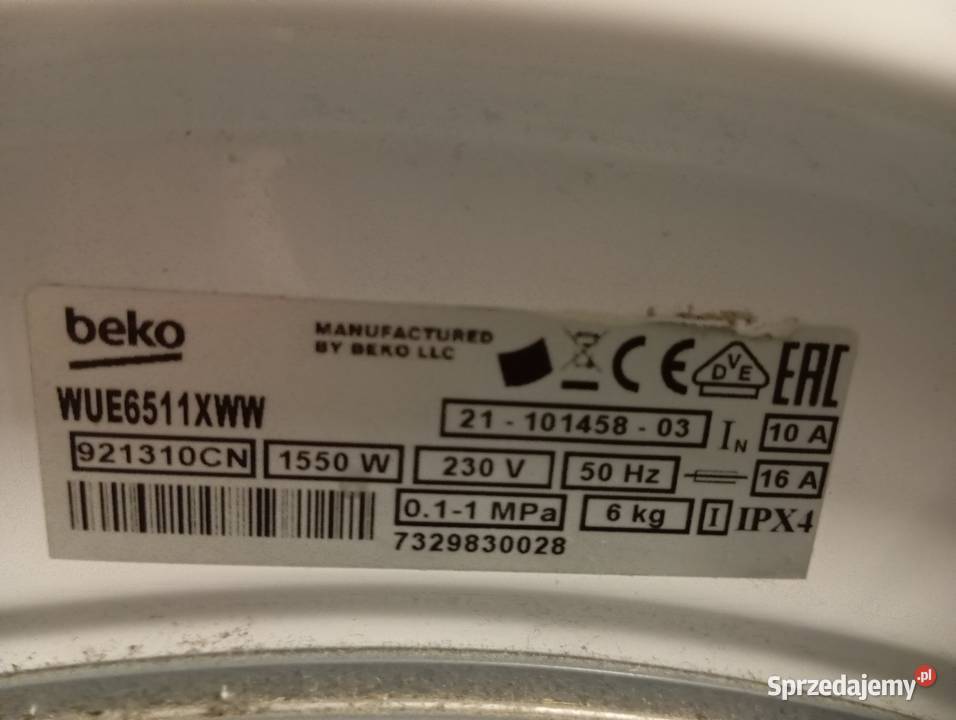 beko
MANUFACTURED
BY BEKO LLC
CE
DVE
EAC
WUE6511XWW
21 - 101458 - 03
IN
10 A
921310CN
1550 W
230 V
50 Hz
16 A
0.1-1 MPa
6 kg
I
IPX4
7329830028
Sprzedajemy.pl